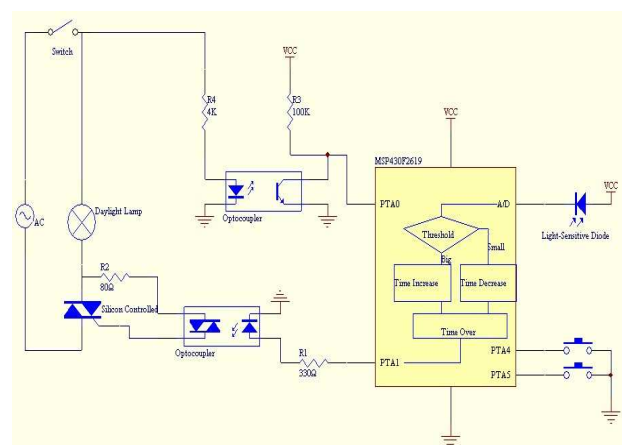 Switch
VCC
R4
4K
R3
100K
VCC
MSP430F2619
VCC
PTA0
A/D
AC
Daylight Lamp
Optocoupler
Threshold
Light-Sensitive Diode
Small
Big
R2
80Ω
Time Increase
Time Decrease
Silicon Controlled
Time Over
Optocoupler
R1
330Ω
PTA1
PTA4
PTA5